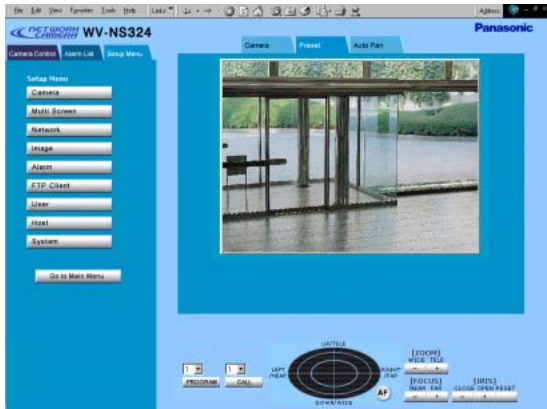 File Edit View Favorites Tools Help Links Address
NETWORK CAMERA WV-NS324
Panasonic
Camera Control Alarm List Setup Menu
Camera Preset Auto Pan
Setup Menu
Camera
Multi Screen
Network
Image
Alarm
FTP Client
User
Host
System
Go to Main Menu
UP/TELE
LEFT /NEAR
RIGHT /FAR
DOWN/WIDE
1 1
PROGRAM CALL
AF
[ZOOM]
WIDE TELE
- +
[FOCUS]
NEAR FAR
- +
[IRIS]
CLOSE OPEN RESET
- +